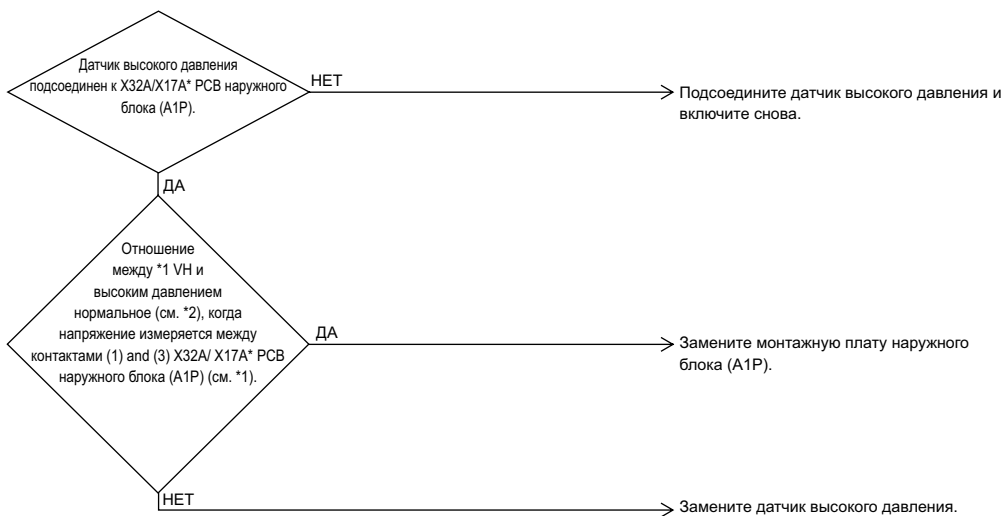 Датчик высокого давления
подсоединен к X32A/X17A* PCB наружного
блока (A1P).
НЕТ
Подсоедините датчик высокого давления и
включите снова.
ДА
Отношение
между *1 VH и
высоким давлением
нормальное (см. *2), когда
напряжение измеряется между
контактами (1) and (3) X32A/ X17A* PCB
наружного блока (A1P) (см. *1).
ДА
Замените монтажную плату наружного
блока (A1P).
НЕТ
Замените датчик высокого давления.